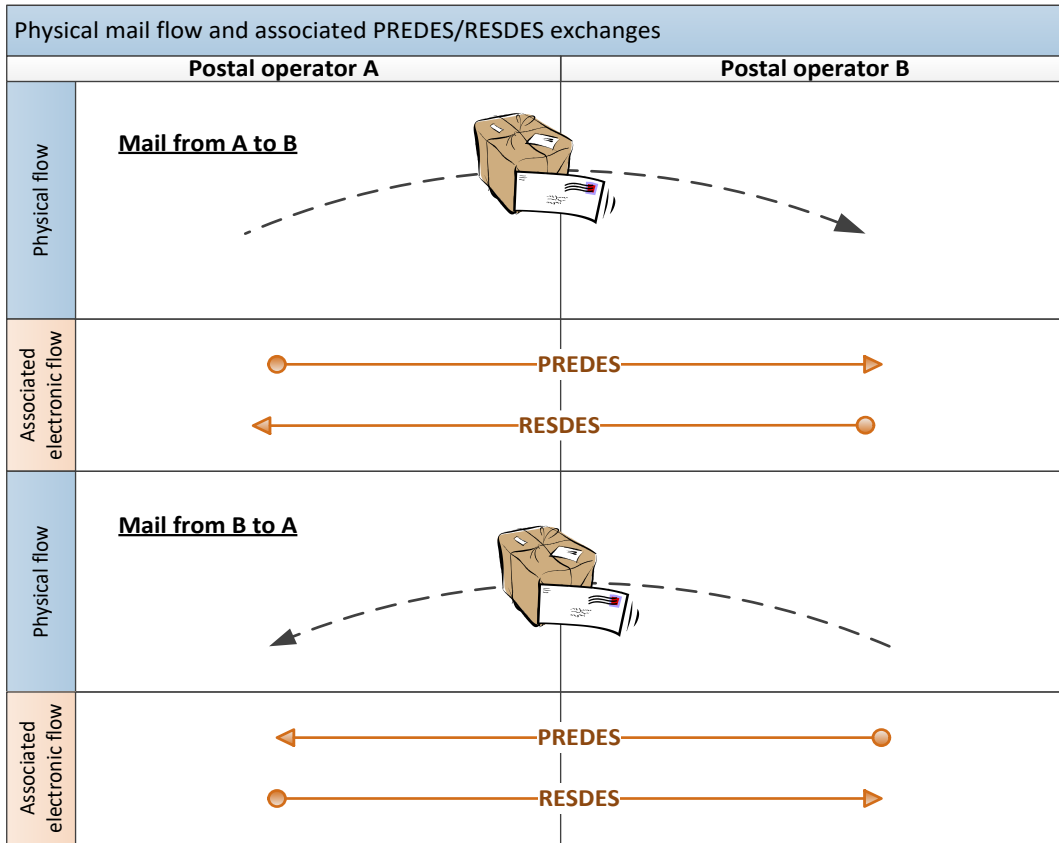 Physical mail flow and associated PREDES/RESDES exchanges
Postal operator A
Postal operator B
Physical flow
Mail from A to B
Associated
electronic flow
PREDES
RESDES
Physical flow
Mail from B to A
Associated
electronic flow
PREDES
RESDES